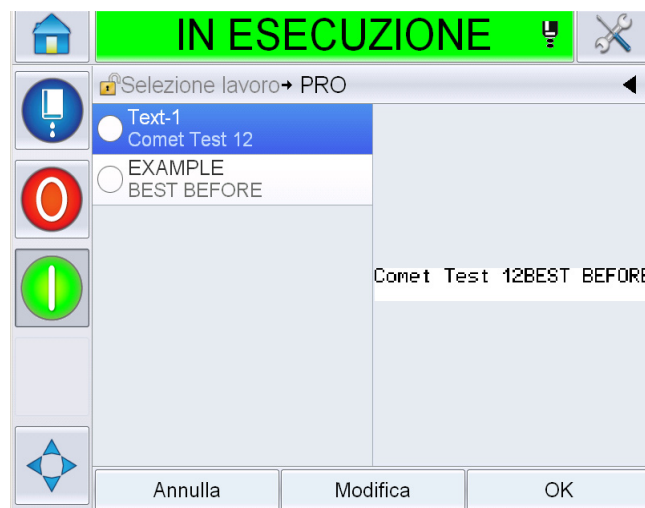 IN ESECUZIONE
Selezione lavoro→ PRO
Text-1
Comet Test 12
EXAMPLE
BEST BEFORE
Comet Test 12BEST BEFORE
Annulla
Modifica
OK